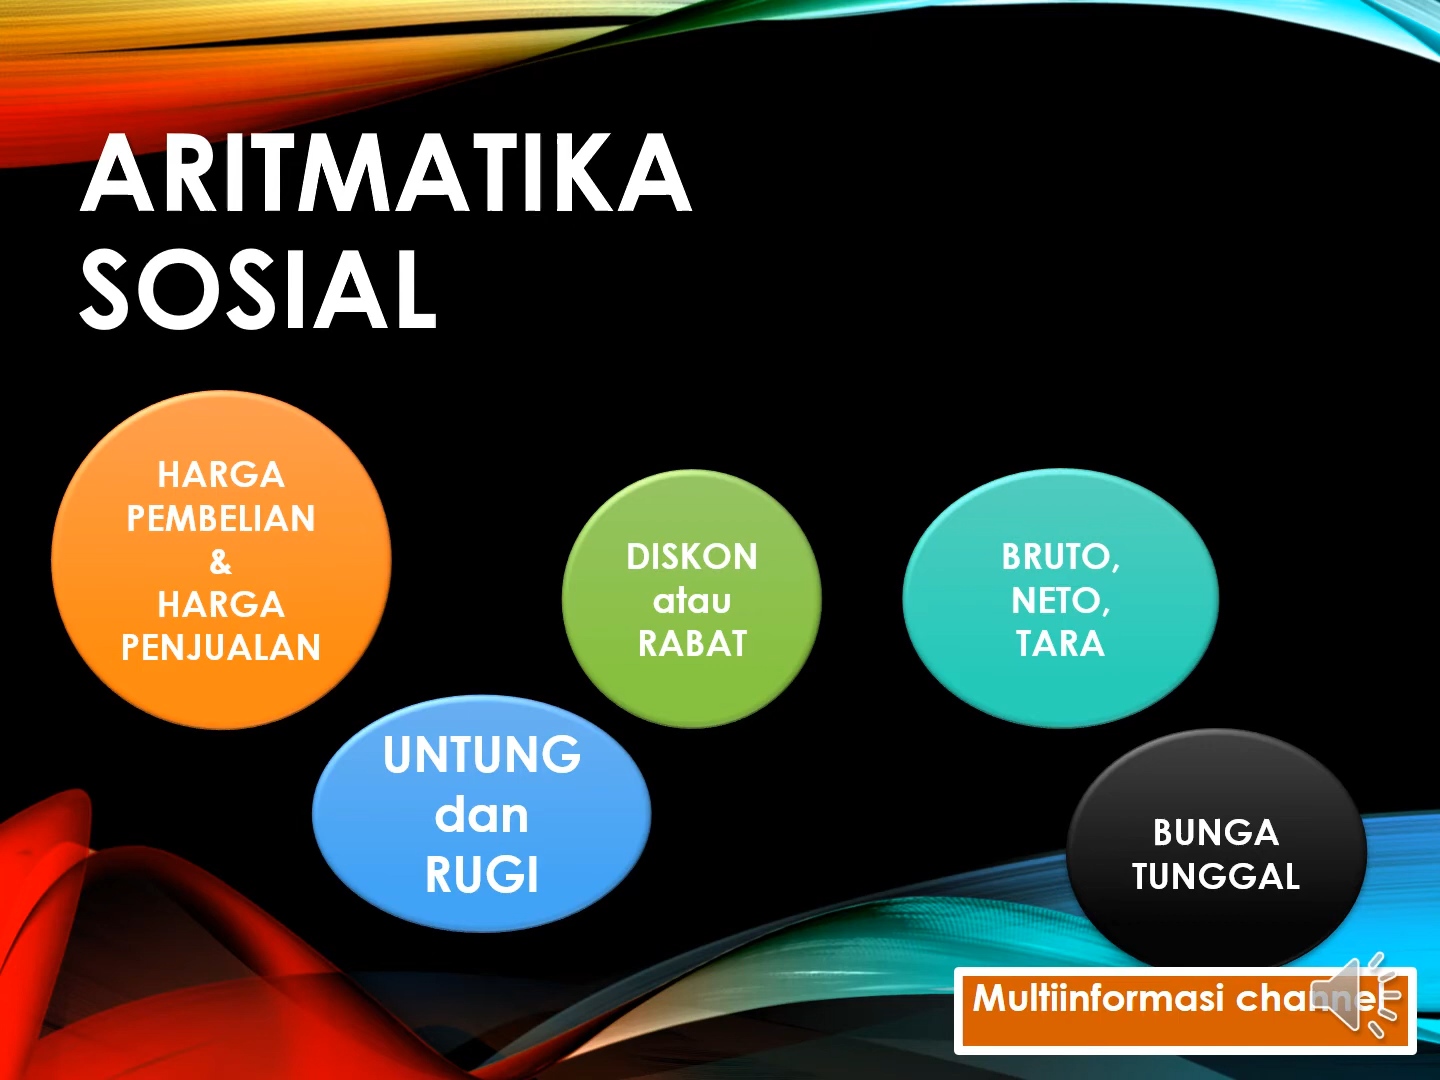 ARITMATIKA
SOSIAL
HARGA
PEMBELIAN
&
HARGA
PENJUALAN
UNTUNG
dan
RUGI
DISKON
atau
RABAT
BRUTO,
NETO,
TARA
BUNGA
TUNGGAL
Multiinformasi channel